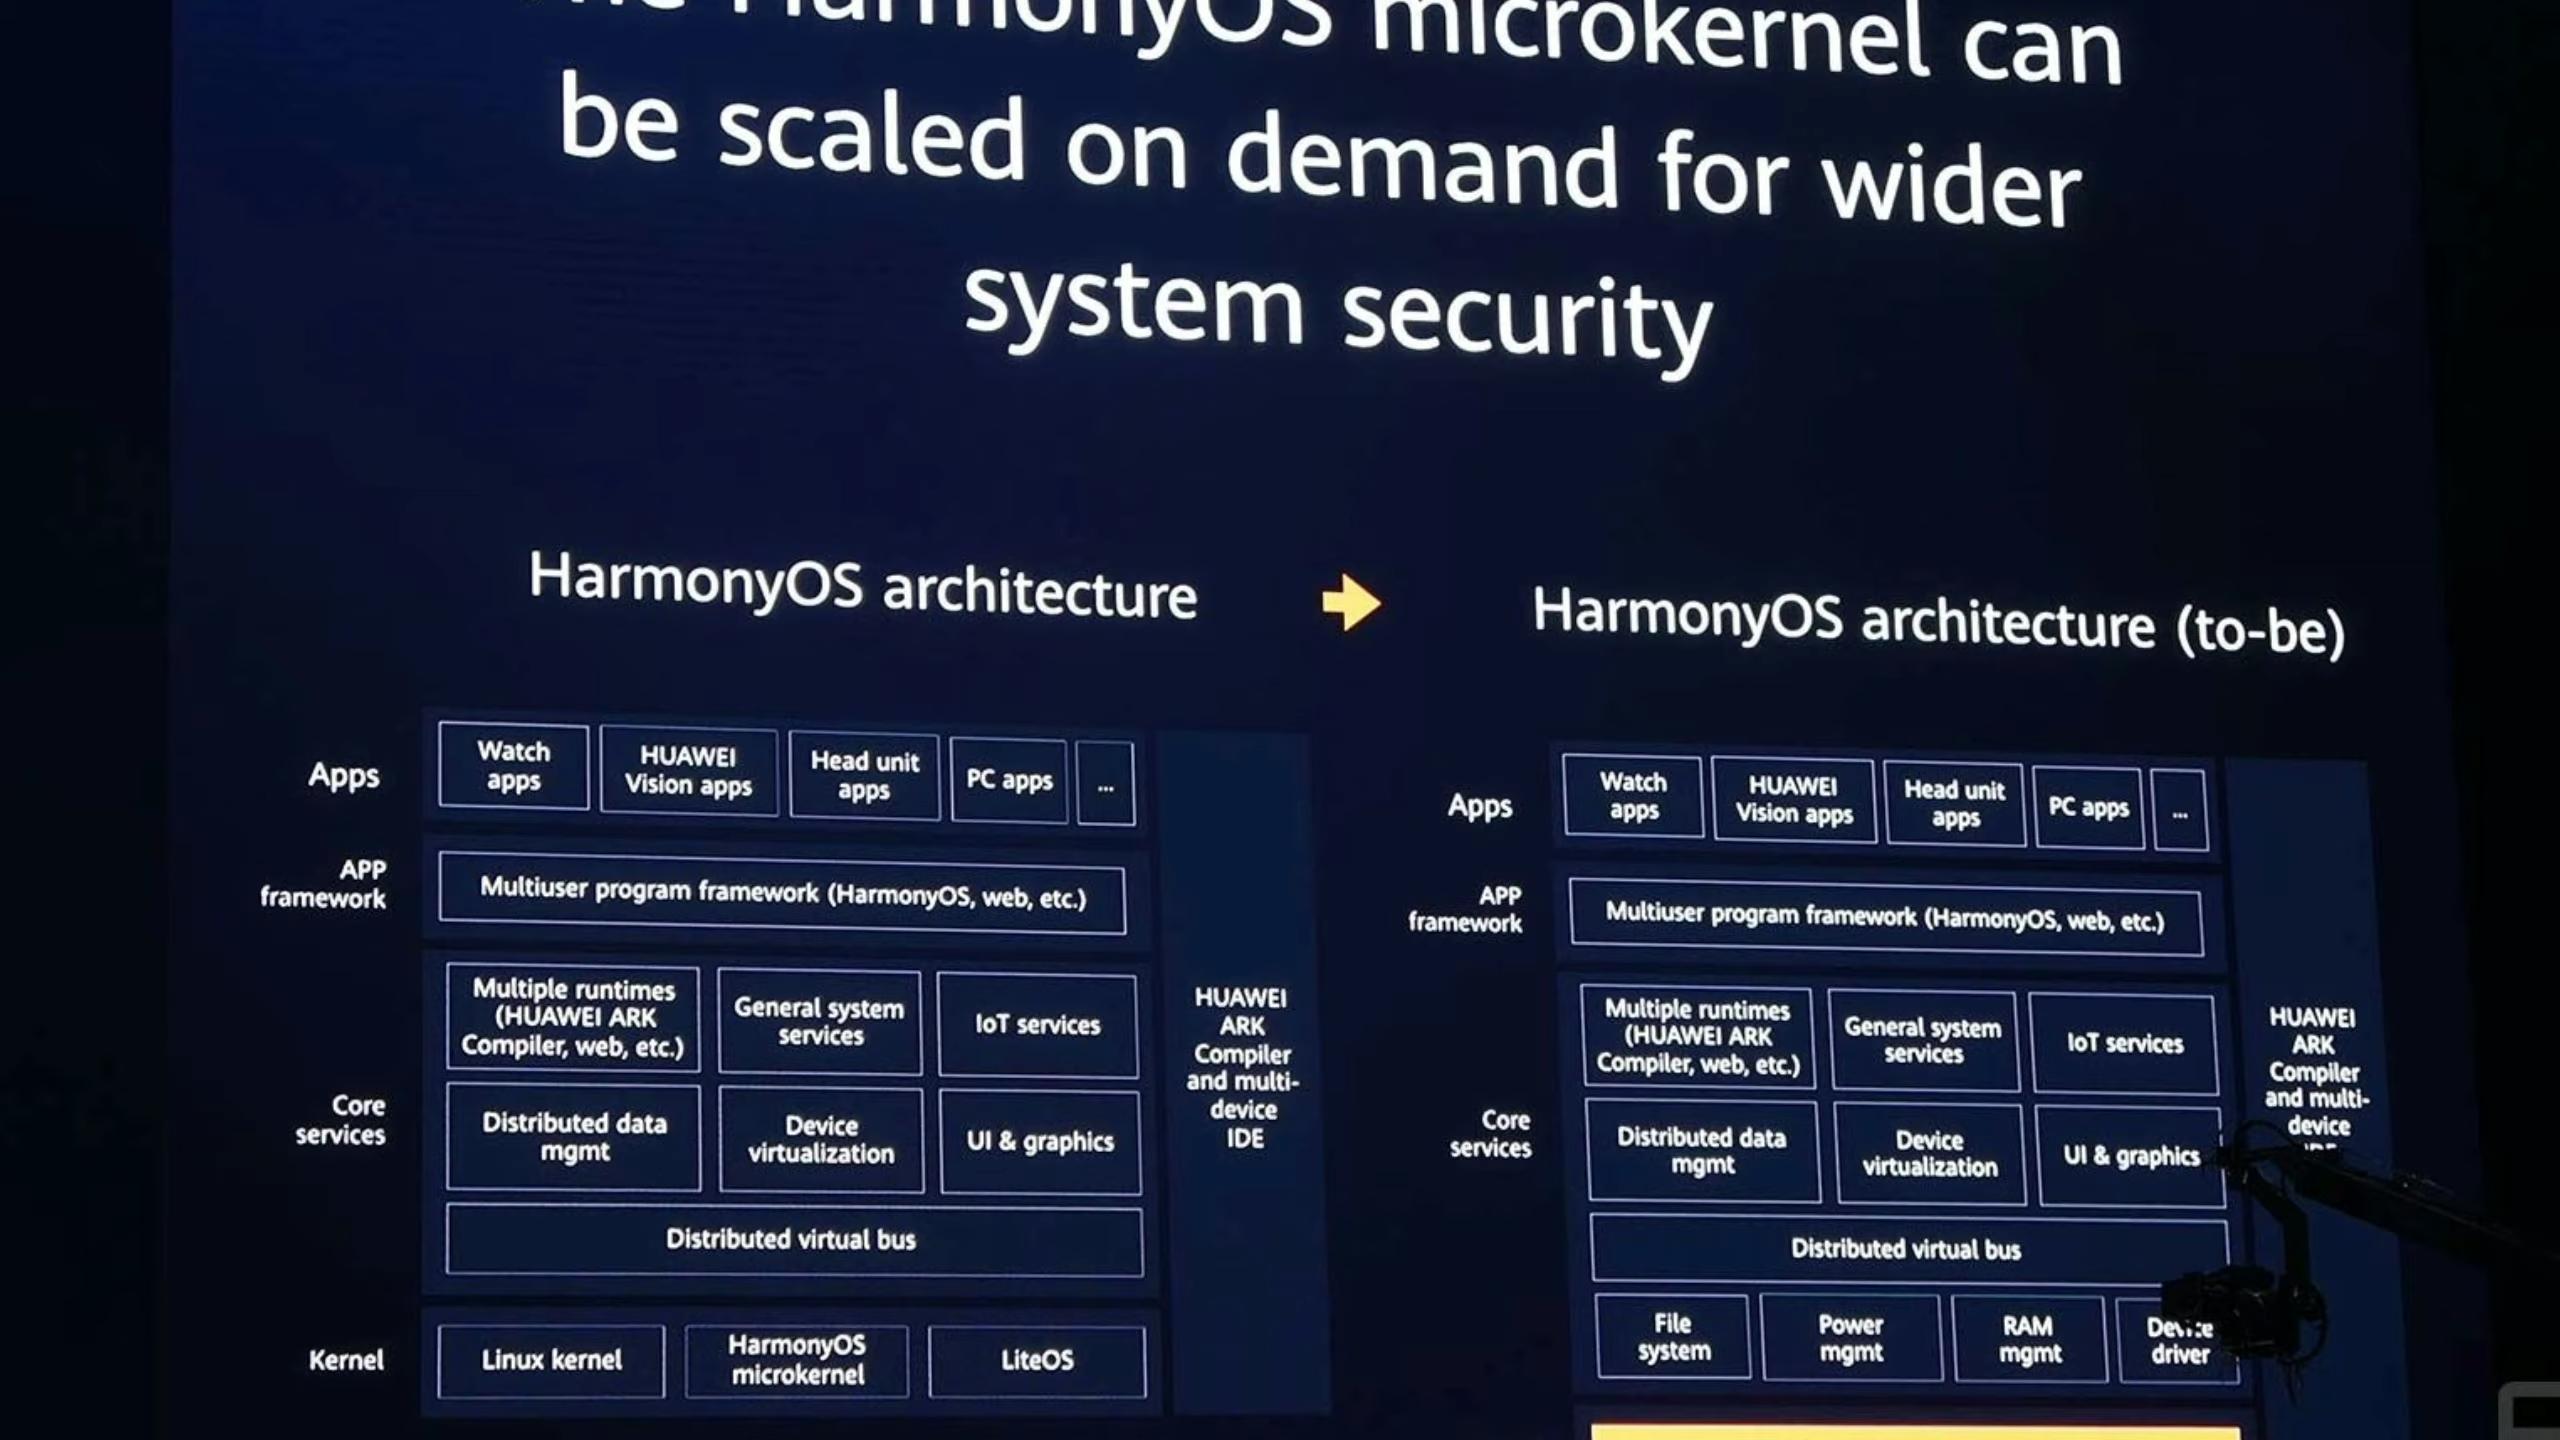 HarmonyOS microkernel can
be scaled on demand for wider
system security
HarmonyOS architecture
Apps
Watch
apps
HUAWEI
Vision apps
Head unit
apps
PC apps
...
APP
framework
Multiuser program framework (HarmonyOS, web, etc.)
Core
services
Multiple runtimes
(HUAWEI ARK
Compiler, web, etc.)
General system
services
IoT services
Distributed data
mgmt
Device
virtualization
UI & graphics
Distributed virtual bus
Kernel
Linux kernel
HarmonyOS
microkernel
LiteOS
HUAWEI
ARK
Compiler
and multi-
device
IDE
HarmonyOS architecture (to-be)
Apps
Watch
apps
HUAWEI
Vision apps
Head unit
apps
PC apps
...
APP
framework
Multiuser program framework (HarmonyOS, web, etc.)
Core
services
Multiple runtimes
(HUAWEI ARK
Compiler, web, etc.)
General system
services
IoT services
Distributed data
mgmt
Device
virtualization
UI & graphics
Distributed virtual bus
File
system
Power
mgmt
RAM
mgmt
Device
driver
HUAWEI
ARK
Compiler
and multi-
device